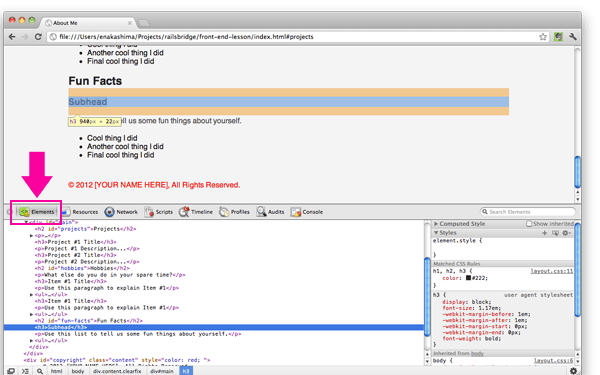 About Me
file:///Users/enakashima/Projects/railsbridge/front-end-lesson/index.html#projects
Cool thing I did
Another cool thing I did
Final cool thing I did
Fun Facts
Subhead
h3 940px × 22px
ell us some fun things about yourself.
Cool thing I did
Another cool thing I did
Final cool thing I did
© 2012 [YOUR NAME HERE], All Rights Reserved.
Elements Resources Network Scripts Timeline Profiles Audits Console Search Elements
<div id="main">
<h2 id="projects">Projects</h2>
<p>…</p>
<h3>Project #1 Title</h3>
<p>Project #1 Description...</p>
<h3>Project #2 Title</h3>
<p>Project #2 Description...</p>
<h2 id="hobbies">Hobbies</h2>
<p>What else do you do in your spare time?</p>
<h3>Item #1 Title</h3>
<p>Use this paragraph to explain Item #1</p>
<ul>…</ul>
<h3>Item #1 Title</h3>
<p>Use this paragraph to explain Item #1</p>
<ul>…</ul>
<h2 id="fun-facts">Fun Facts</h2>
<h3>Subhead</h3>
<p>Use this list to tell us some fun things about yourself.</p>
<ul>…</ul>
</div>
</div>
<div id="copyright" class="content" style="color: red; ">
Computed Style Show inherited
Styles
element.style {
}
Matched CSS Rules
h1, h2, h3 { layout.css:11
color: #222;
}
h3 { user agent stylesheet
display: block;
font-size: 1.17em;
-webkit-margin-before: 1em;
-webkit-margin-after: 1em;
-webkit-margin-start: 0px;
-webkit-margin-end: 0px;
font-weight: bold;
}
Inherited from body
body { layout.css:6
html body div.content.clearfix div#main h3